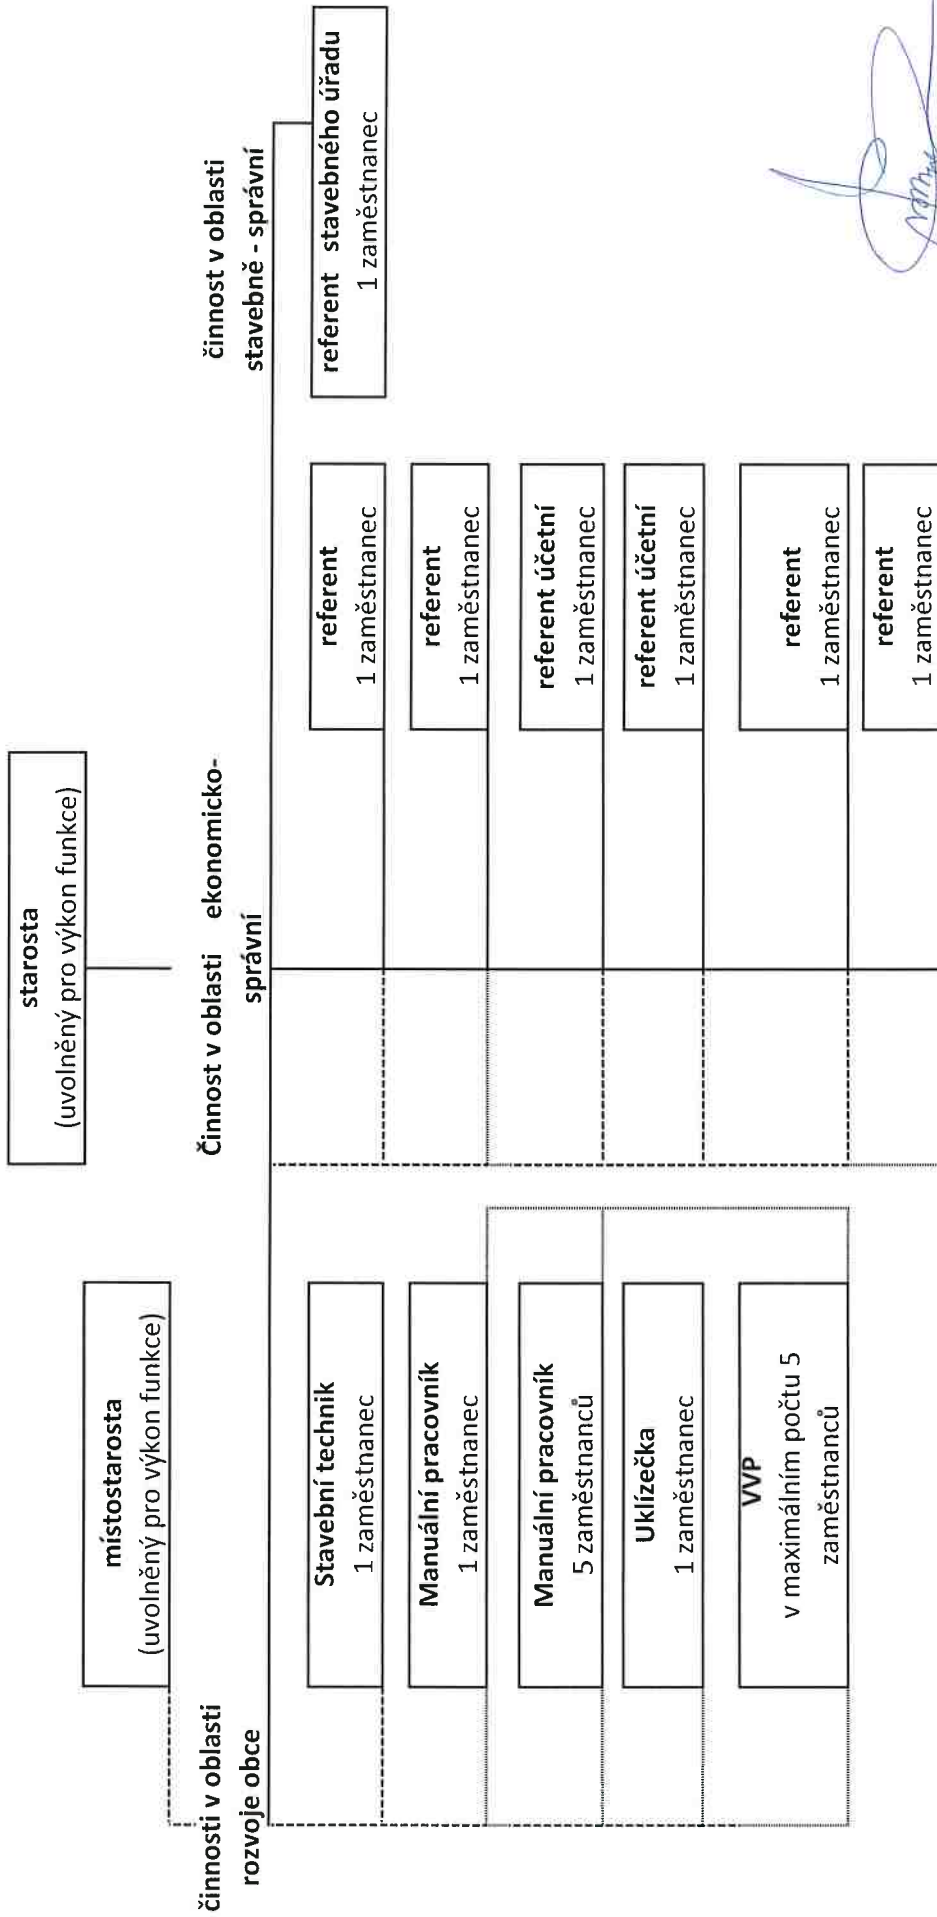 starosta
(uvolněný pro výkon funkce)
místostarosta
(uvolněný pro výkon funkce)
činnosti v oblasti
rozvoje obce
Činnost v oblasti ekonomicko-
správní
činnost v oblasti
stavebně - správní
Stavební technik
1 zaměstnanec
Manuální pracovník
1 zaměstnanec
Manuální pracovník
5 zaměstnanců
Uklízečka
1 zaměstnanec
VVP
v maximálním počtu 5
zaměstnanců
referent
1 zaměstnanec
referent
1 zaměstnanec
referent účetní
1 zaměstnanec
referent účetní
1 zaměstnanec
referent
1 zaměstnanec
referent
1 zaměstnanec
referent stavebného úřadu
1 zaměstnanec